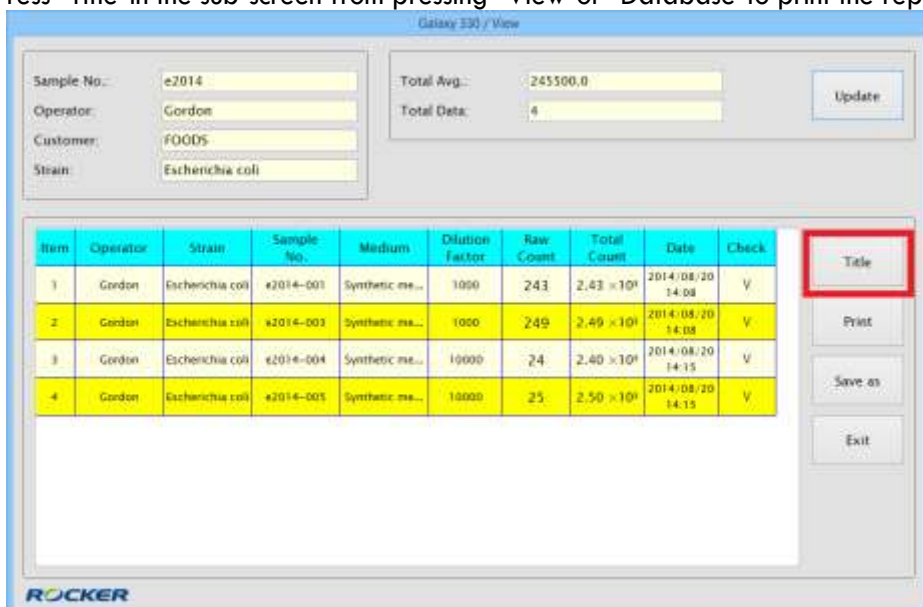 ress "Title"in the sub-screen from pressing "View"of "Database"to print the rep
Galaxy 330 / View
Sample No.: e2014
Operator: Gordon
Customer: FOODS
Strain: Escherichia coli
Total Avg.: 245500.0
Total Data: 4
Update
Item Operator Strain Sample No. Medium Dilution Factor Raw Count Total Count Date Check
1 Gordon Escherichia coli e2014-001 Synthetic me... 1000 243 2.43 ×10 2014/08/20 14:08 V
2 Gordon Escherichia coli e2014-003 Synthetic me... 1000 249 2.49 ×10 2014/08/20 14:08 V
3 Gordon Escherichia coli e2014-004 Synthetic me... 10000 24 2.40 ×10 2014/08/20 14:15 V
4 Gordon Escherichia coli e2014-005 Synthetic me... 10000 25 2.50 ×10 2014/08/20 14:15 V
Title
Print
Save as
Exit
ROCKER